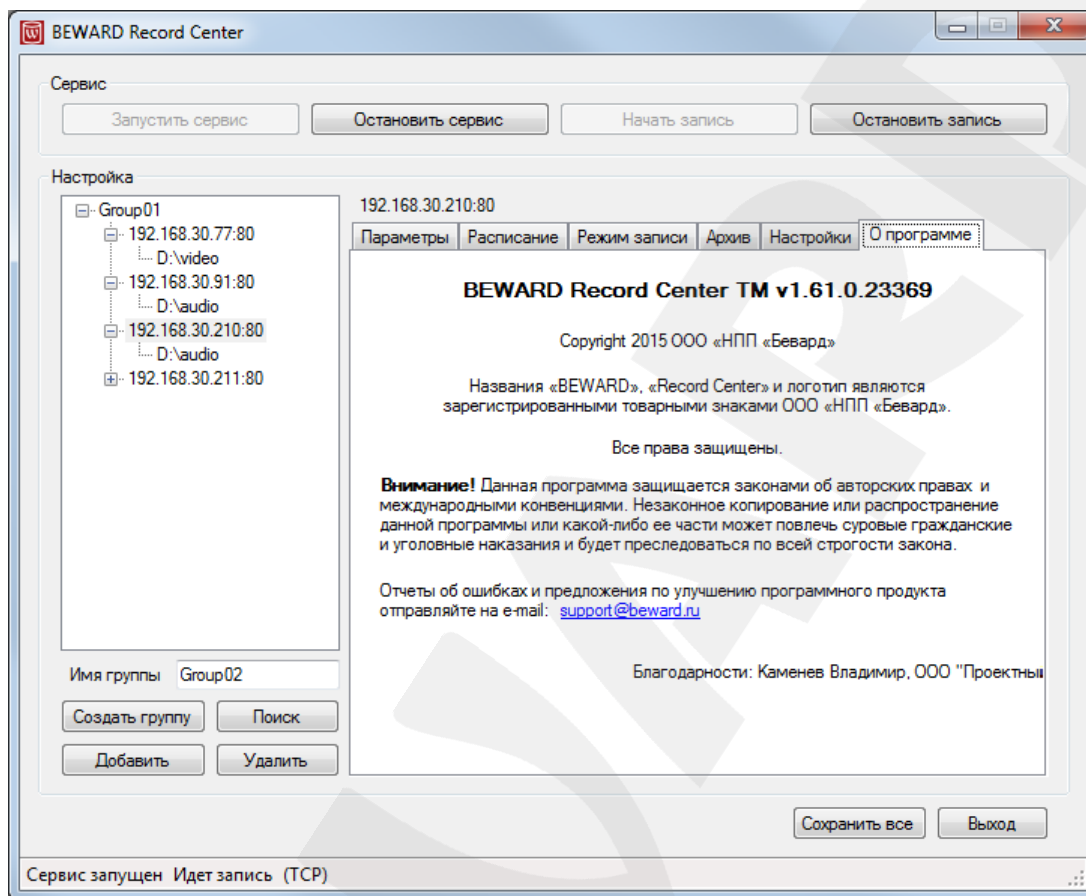 BEWARD Record Center
Сервис
Запустить сервис
Остановить сервис
Начать запись
Остановить запись
Настройка
Group01
192.168.30.77:80
D:\video
192.168.30.91:80
D:\audio
192.168.30.210:80
D:\audio
192.168.30.211:80
Имя группы Group02
Создать группу
Поиск
Добавить
Удалить
192.168.30.210:80
Параметры
Расписание
Режим записи
Архив
Настройки
О программе
BEWARD Record Center TM v1.61.0.23369
Copyright 2015 ООО «НПП «Бевард»
Названия «BEWARD», «Record Center» и логотип являются
зарегистрированными товарными знаками ООО «НПП «Бевард».
Все права защищены.
Внимание! Данная программа защищается законами об авторских правах и
международными конвенциями. Незаконное копирование или распространение
данной программы или какой-либо ее части может повлечь суровые гражданские
и уголовные наказания и будет преследоваться по всей строгости закона.
Отчеты об ошибках и предложения по улучшению программного продукта
отправляйте на e-mail: support@beward.ru
Благодарности: Каменев Владимир, ООО "Проектны
Сохранить все
Выход
Сервис запущен Идет запись (TCP)